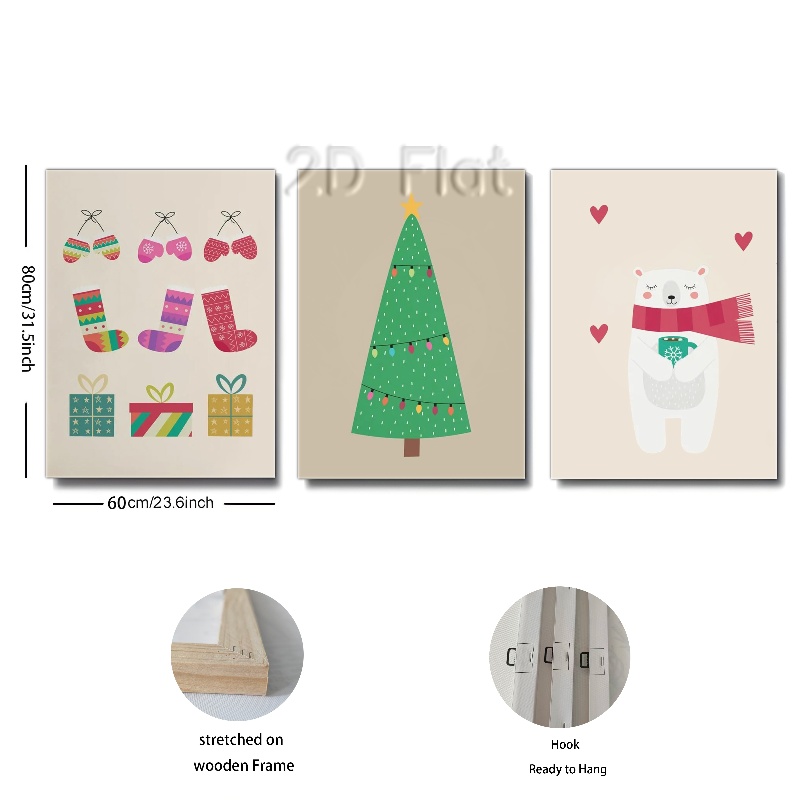 2D Flat
80cm/31.5inch
60cm/23.6inch
stretched on
wooden Frame
Hook
Ready to Hang